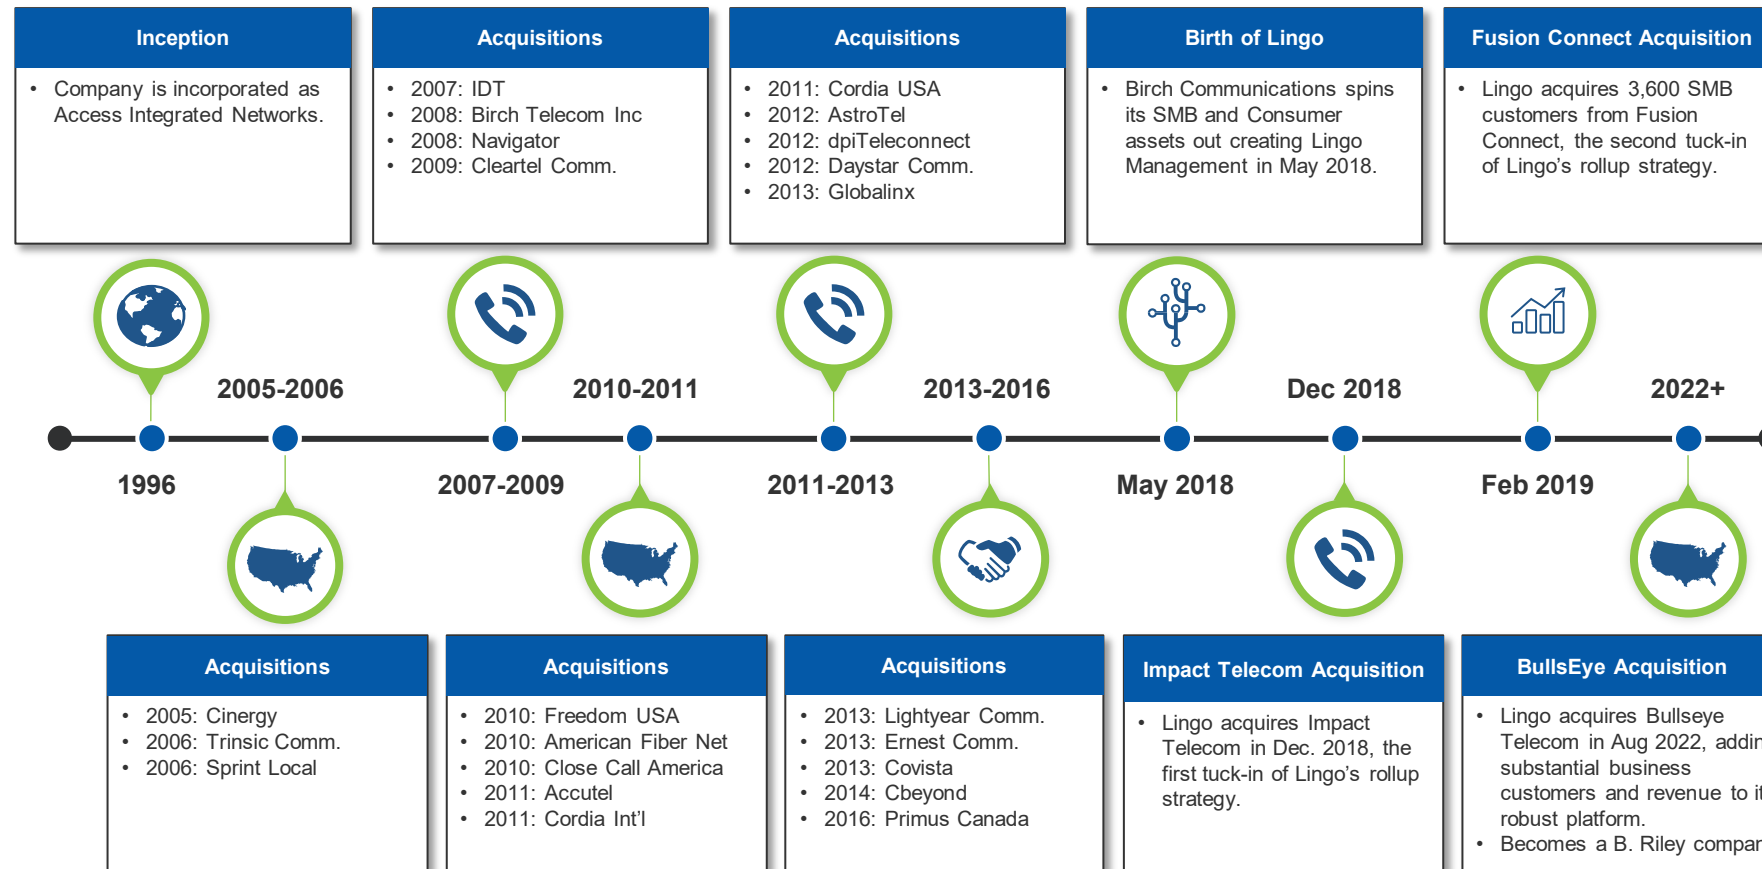 Inception
• Company is incorporated as
Access Integrated Networks.
Acquisitions
• 2007: IDT
• 2008: Birch Telecom Inc
• 2008: Navigator
• 2009: Cleartel Comm.
Acquisitions
• 2011: Cordia USA
• 2012: AstroTel
• 2012: dpiTeleconnect
• 2012: Daystar Comm.
• 2013: Globalinx
Birth of Lingo
• Birch Communications spins
its SMB and Consumer
assets out creating Lingo
Management in May 2018.
Fusion Connect Acquisition
• Lingo acquires 3,600 SMB
customers from Fusion
Connect, the second tuck-in
of Lingo’s rollup strategy.
2005-2006
2010-2011
2013-2016
Dec 2018
2022+
1996
2007-2009
2011-2013
May 2018
Feb 2019
Acquisitions
• 2005: Cinergy
• 2006: Trinsic Comm.
• 2006: Sprint Local
Acquisitions
• 2010: Freedom USA
• 2010: American Fiber Net
• 2010: Close Call America
• 2011: Accutel
• 2011: Cordia Int’l
Acquisitions
• 2013: Lightyear Comm.
• 2013: Ernest Comm.
• 2013: Covista
• 2014: Cbeyond
• 2016: Primus Canada
Impact Telecom Acquisition
• Lingo acquires Impact
Telecom in Dec. 2018, the
first tuck-in of Lingo’s rollup
strategy.
BullsEye Acquisition
• Lingo acquires Bullseye
Telecom in Aug 2022, addin
substantial business
customers and revenue to it
robust platform.
• Becomes a B. Riley compan